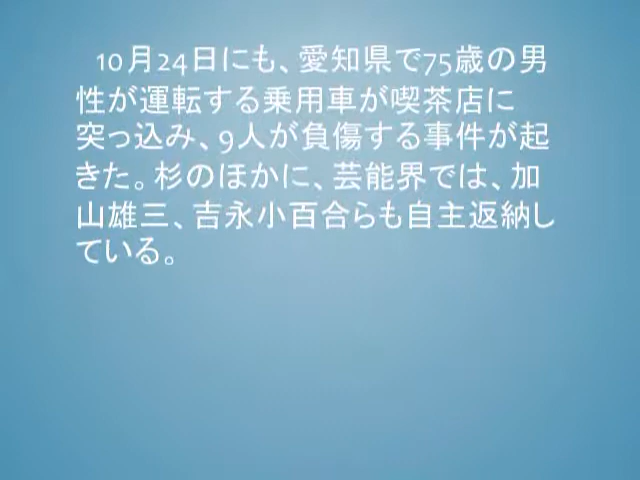 10月24日にも、愛知県で75歳の男
性が運転する乗用車が喫茶店に
突っ込み、9人が負傷する事件が起
きた。杉のほかに、芸能界では、加
山雄三、吉永小百合らも自主返納し
ている。